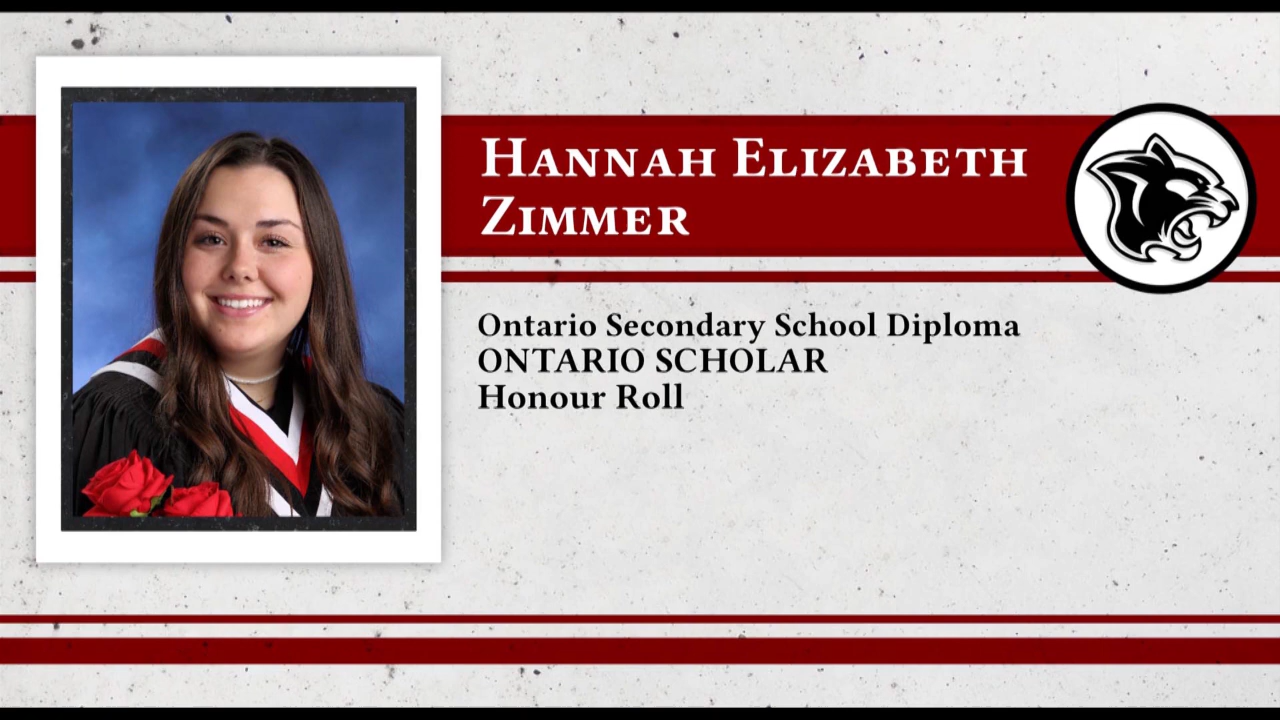 Hannah Elizabeth
Zimmer
Ontario Secondary School Diploma
ONTARIO SCHOLAR
Honour Roll